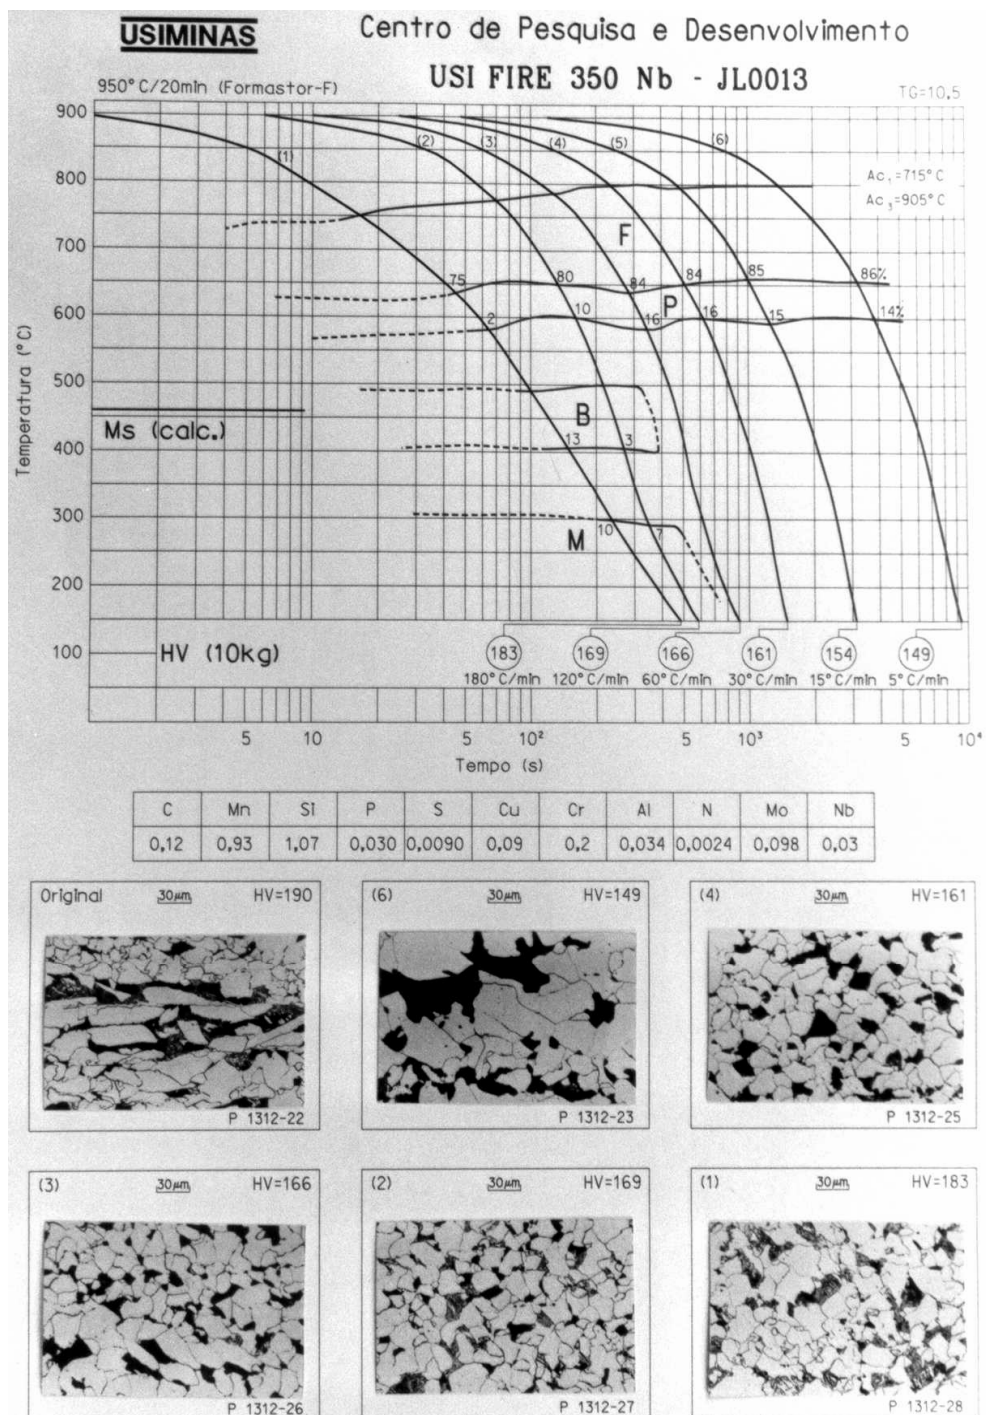 USIMINAS
Centro de Pesquisa e Desenvolvimento
USI FIRE 350 Nb - JL0013
950°C/20min (Formastor-F)
TG=10,5
900
(1)
(2)
(3)
(4)
(5)
(6)
800
Ac₁=715°C
Ac₃=905°C
700
F
75
80
84
84
85
86%
P
600
2
10
16
16
15
14%
500
B
Ms (calc.)
13
3
400
300
10
7
M
200
100
HV (10kg)
183
169
166
161
154
149
180°C/min
120°C/min
60°C/min
30°C/min
15°C/min
5°C/min
Temperatura (°C)
5
10
5
10²
5
10³
5
10⁴
Tempo (s)
C Mn Si P S Cu Cr Al N Mo Nb
0,12 0,93 1,07 0,030 0,0090 0,09 0,2 0,034 0,0024 0,098 0,03
Original 30µm HV=190
P 1312-22
(6) 30µm HV=149
P 1312-23
(4) 30µm HV=161
P 1312-25
(3) 30µm HV=166
P 1312-26
(2) 30µm HV=169
P 1312-27
(1) 30µm HV=183
P 1312-28